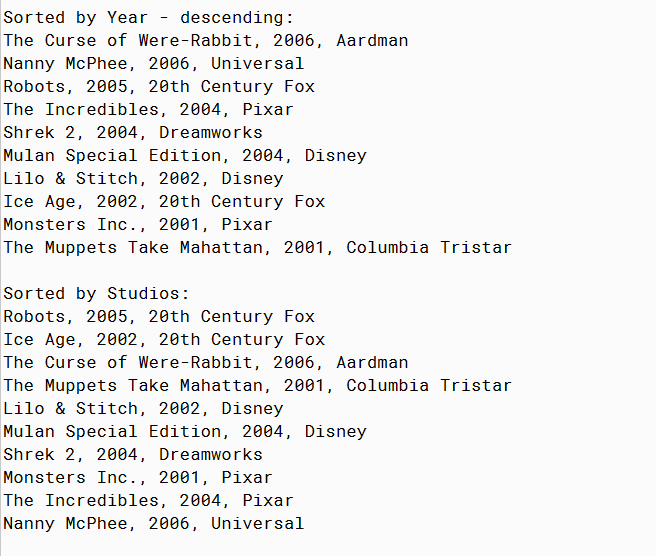 Sorted by Year - descending:
The Curse of Were-Rabbit, 2006, Aardman
Nanny McPhee, 2006, Universal
Robots, 2005, 20th Century Fox
The Incredibles, 2004, Pixar
Shrek 2, 2004, Dreamworks
Mulan Special Edition, 2004, Disney
Lilo & Stitch, 2002, Disney
Ice Age, 2002, 20th Century Fox
Monsters Inc., 2001, Pixar
The Muppets Take Mahattan, 2001, Columbia Tristar

Sorted by Studios:
Robots, 2005, 20th Century Fox
Ice Age, 2002, 20th Century Fox
The Curse of Were-Rabbit, 2006, Aardman
The Muppets Take Mahattan, 2001, Columbia Tristar
Lilo & Stitch, 2002, Disney
Mulan Special Edition, 2004, Disney
Shrek 2, 2004, Dreamworks
Monsters Inc., 2001, Pixar
The Incredibles, 2004, Pixar
Nanny McPhee, 2006, Universal